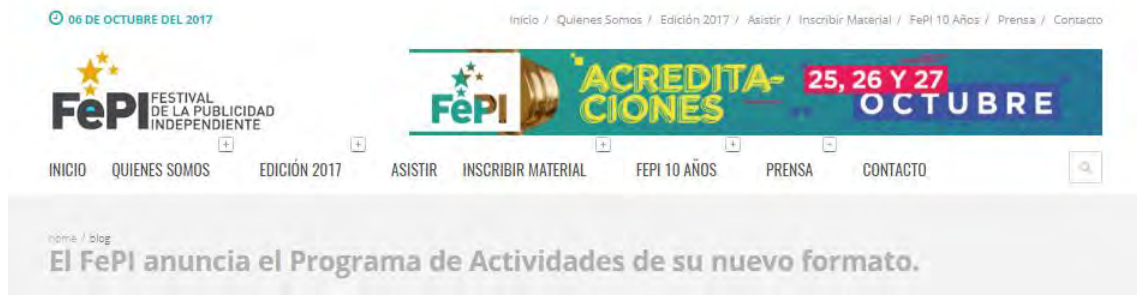 06 DE OCTUBRE DEL 2017
Inicio / Quienes Somos / Edición 2017 / Asistir / Inscribir Material / FePI 10 Años / Prensa / Contacto
FePI FESTIVAL
DE LA PUBLICIDAD
INDEPENDIENTE
FePI
ACREDITA-
CIONES
25, 26 Y 27
OCTUBRE
INICIO QUIENES SOMOS EDICIÓN 2017 ASISTIR INSCRIBIR MATERIAL FEPI 10 AÑOS PRENSA CONTACTO
home / blog
El FePI anuncia el Programa de Actividades de su nuevo formato.